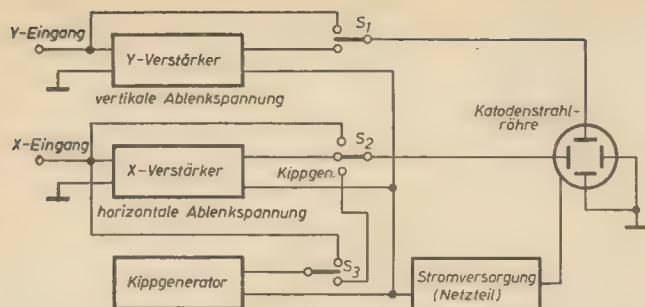 Y-Eingang
S1
Y-Verstärker
vertikale Ablenkspannung
Katodenstrahl-
röhre
X-Eingang
S2
X-Verstärker
Kippgen.
horizontale Ablenkspannung
S3
Kippgenerator
Stromversorgung
(Netzteil)